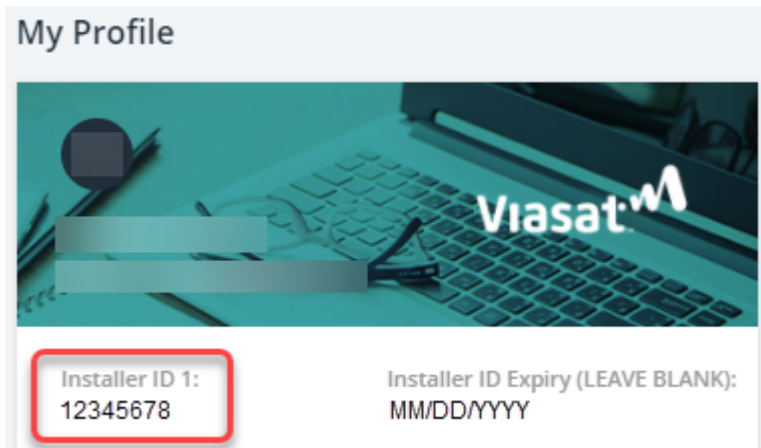 My Profile
Viasat
Installer ID 1:
12345678
Installer ID Expiry (LEAVE BLANK):
MM/DD/YYYY